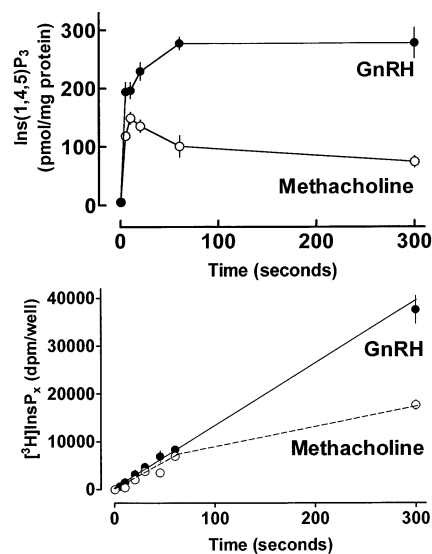 Ins(1,4,5)P3
(pmol/mg protein)
300
200
100
0
GnRH
Methacholine
0
100
200
300
Time (seconds)
[3H]InsPx (dpm/well)
40000
30000
20000
10000
0
GnRH
Methacholine
0
100
200
300
Time (seconds)